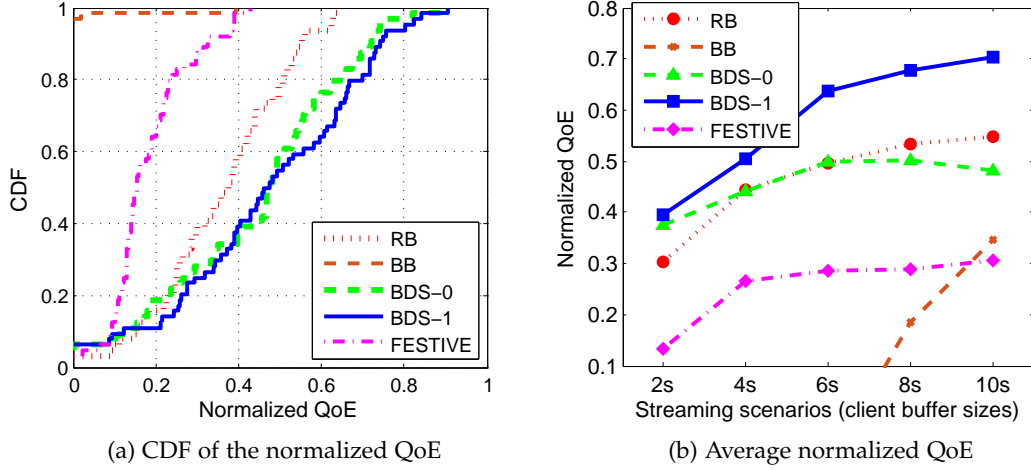 CDF
1
0.8
0.6
0.4
0.2
0
0
0.2
0.4
0.6
0.8
1
Normalized QoE
RB
BB
BDS−0
BDS−1
FESTIVE
(a) CDF of the normalized QoE
Normalized QoE
0.8
0.7
0.6
0.5
0.4
0.3
0.2
0.1
2s
4s
6s
8s
10s
Streaming scenarios (client buffer sizes)
RB
BB
BDS−0
BDS−1
FESTIVE
(b) Average normalized QoE